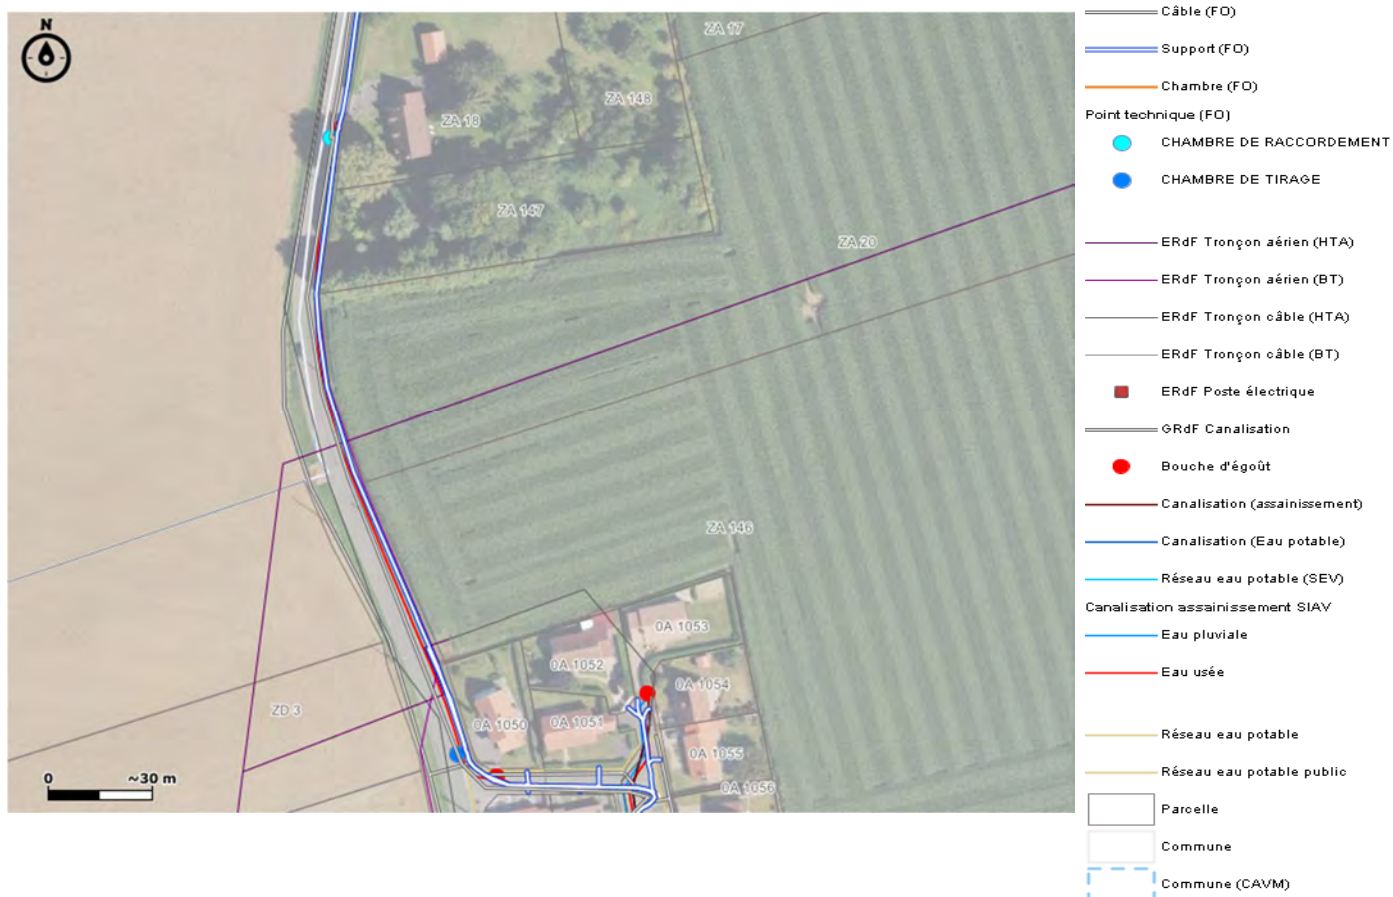 N
ZA 17
ZA 148
ZA 18
ZA 147
ZA 20
ZA 146
0A 1053
0A 1052
0A 1054
ZD 3
0A 1050
0A 1051
0A 1055
0A 1056
0
~30 m
Câble (FO)
Support (FO)
Chambre (FO)
Point technique (FO)
CHAMBRE DE RACCORDEMENT
CHAMBRE DE TIRAGE
ERdF Tronçon aérien (HTA)
ERdF Tronçon aérien (BT)
ERdF Tronçon câble (HTA)
ERdF Tronçon câble (BT)
ERdF Poste électrique
GRdF Canalisation
Bouche d'égoût
Canalisation (assainissement)
Canalisation (Eau potable)
Réseau eau potable (SEV)
Canalisation assainissement SIAV
Eau pluviale
Eau usée
Réseau eau potable
Réseau eau potable public
Parcelle
Commune
Commune (CAVM)